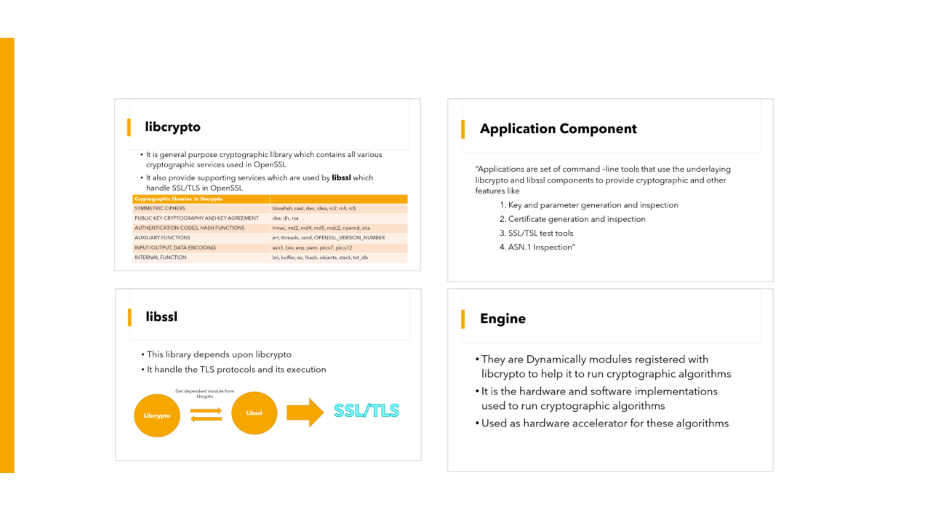 libcrypto
• It is general purpose cryptographic library which contains all various
cryptographic services used in OpenSSL
• It also provide supporting services which are used by libssl which
handle SSL/TLS in OpenSSL
Cryptographic libraries in libcrypto
SYMMETRIC CIPHERS blowfish, cast, des, idea, rc2, rc4, rc5
PUBLIC KEY CRYPTOGRAPHY AND KEY AGREEMENT dsa, dh, rsa
AUTHENTICATION CODES, HASH FUNCTIONS hmac, md2, md4, md5, mdc2, ripemd, sha
AUXILIARY FUNCTIONS err, threads, rand, OPENSSL_VERSION_NUMBER
INPUT/OUTPUT, DATA ENCODING asn1, bio, evp, pem, pkcs7, pkcs12
INTERNAL FUNCTION bn, buffer, ec, lhash, objects, stack, txt_db
Application Component
"Applications are set of command –line tools that use the underlaying
libcrypto and libssl components to provide cryptographic and other
features like
1. Key and parameter generation and inspection
2. Certificate generation and inspection
3. SSL/TSL test tools
4. ASN.1 Inspection"
libssl
• This library depends upon libcrypto
• It handle the TLS protocols and its execution
Get dependent module from
Libcrypto
Libssl
SSL/TLS
Engine
• They are Dynamically modules registered with
libcrypto to help it to run cryptographic algorithms
• It is the hardware and software implementations
used to run cryptographic algorithms
• Used as hardware accelerator for these algorithms